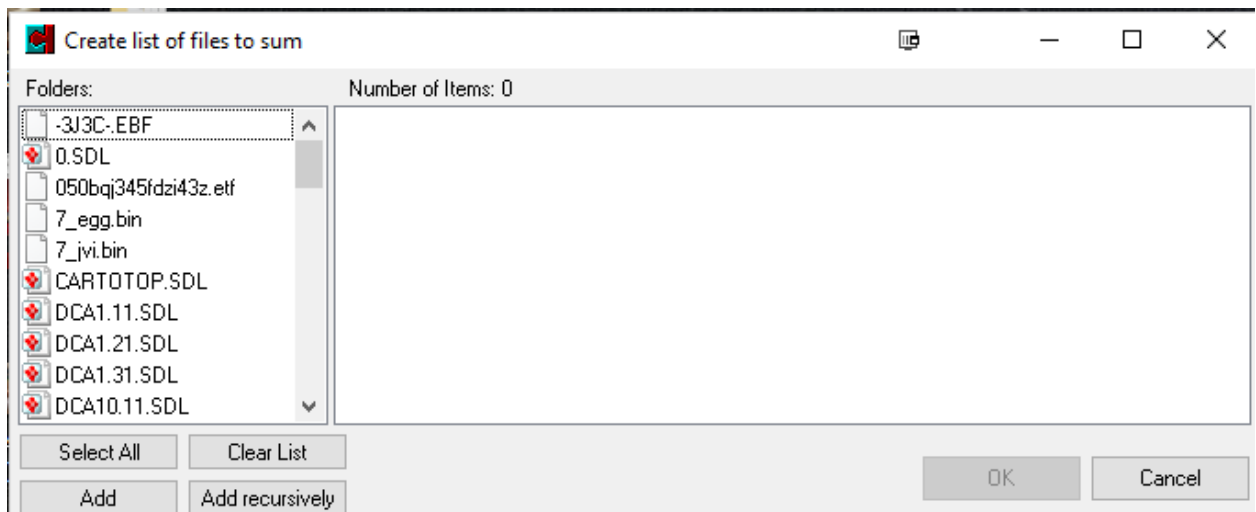 Create list of files to sum
Folders:
Number of Items: 0
-3J3C-.EBF
0.SDL
050bqj345fdzi43z.etf
7_egg.bin
7_jvi.bin
CARTOTOP.SDL
DCA1.11.SDL
DCA1.21.SDL
DCA1.31.SDL
DCA10.11.SDL
Select All
Clear List
Add
Add recursively
OK
Cancel